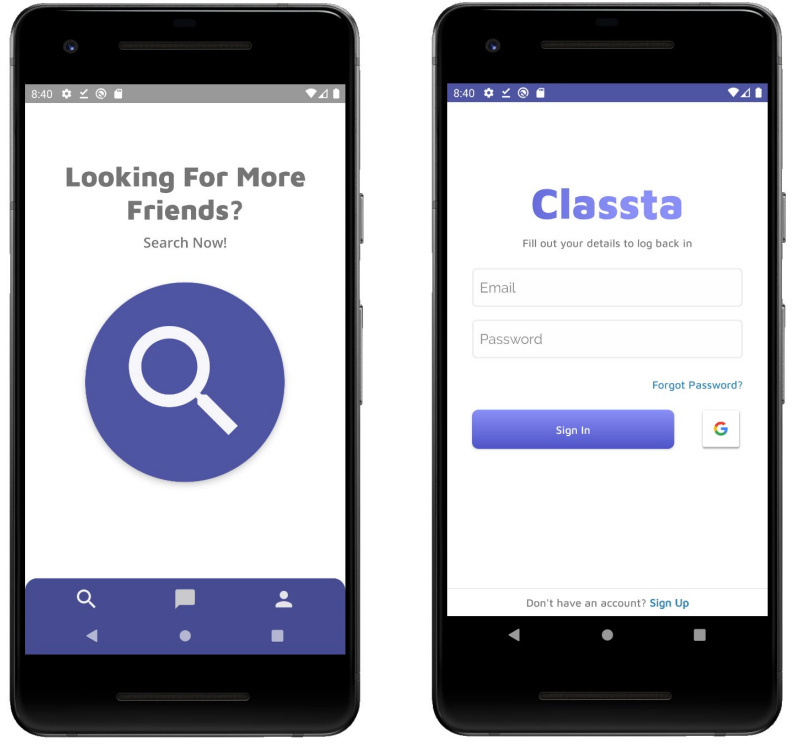 8:40
Looking For More
Friends?
Search Now!
8:40
Classta
Fill out your details to log back in
Email
Password
Forgot Password?
Sign In
G
Don't have an account? Sign Up